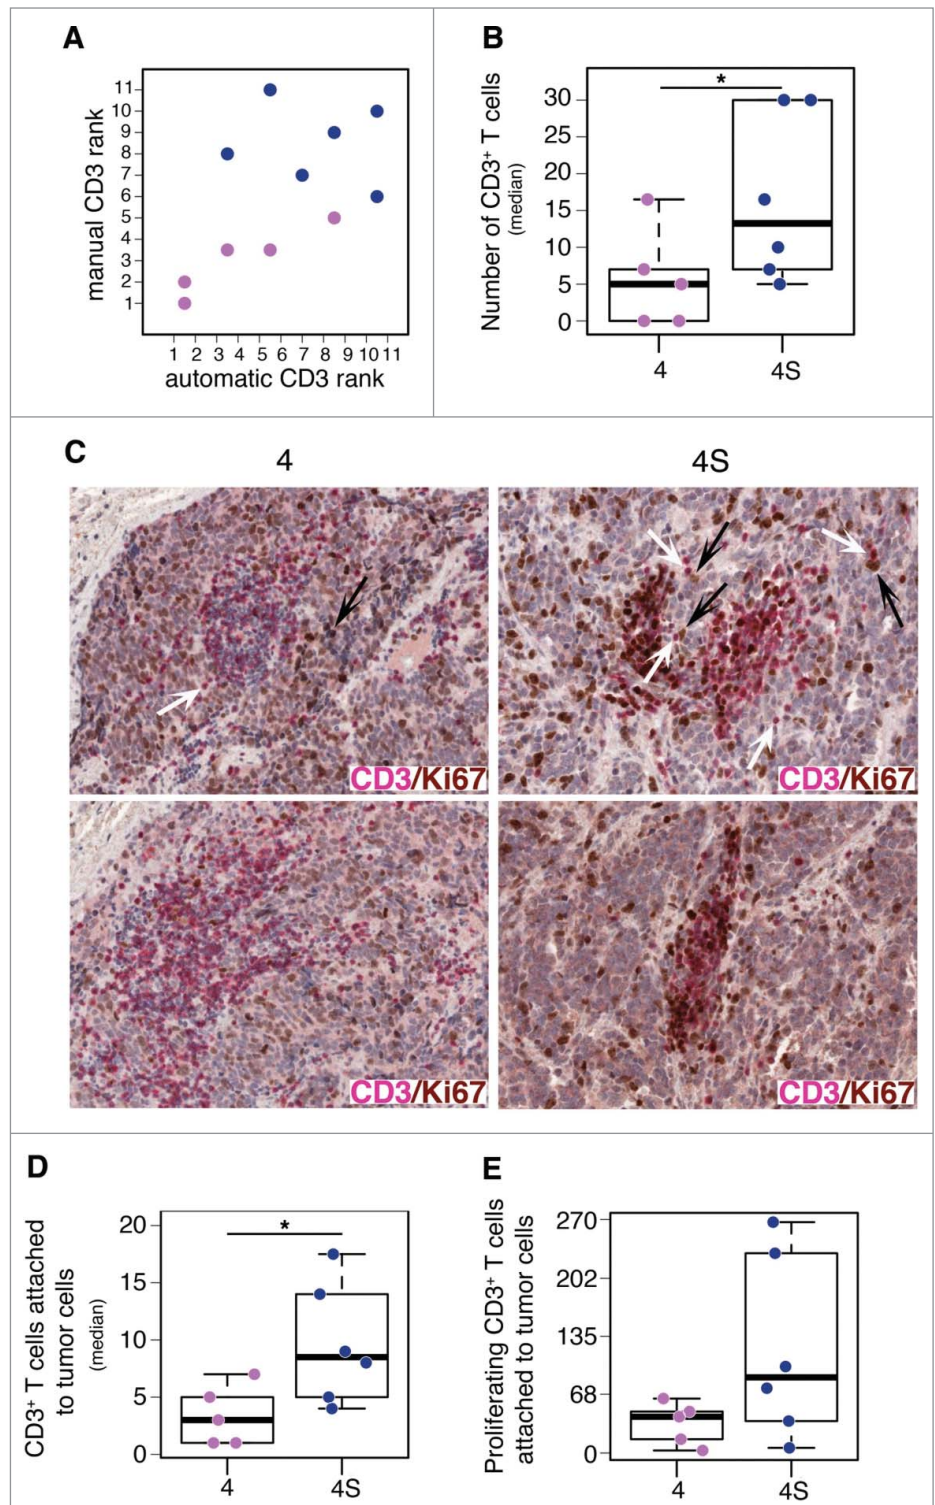 A
manual CD3 rank
11
10
9
8
7
6
5
4
3
2
1
1 2 3 4 5 6 7 8 9 10 11
automatic CD3 rank
B
Number of CD3⁺ T cells
(median)
*
30
25
20
15
10
5
0
4 4S
C
4 4S
CD3/Ki67 CD3/Ki67
CD3/Ki67 CD3/Ki67
D
CD3⁺ T cells attached
to tumor cells
(median)
*
20
15
10
5
0
4 4S
E
Proliferating CD3⁺ T cells
attached to tumor cells
270
202
135
68
0
4 4S